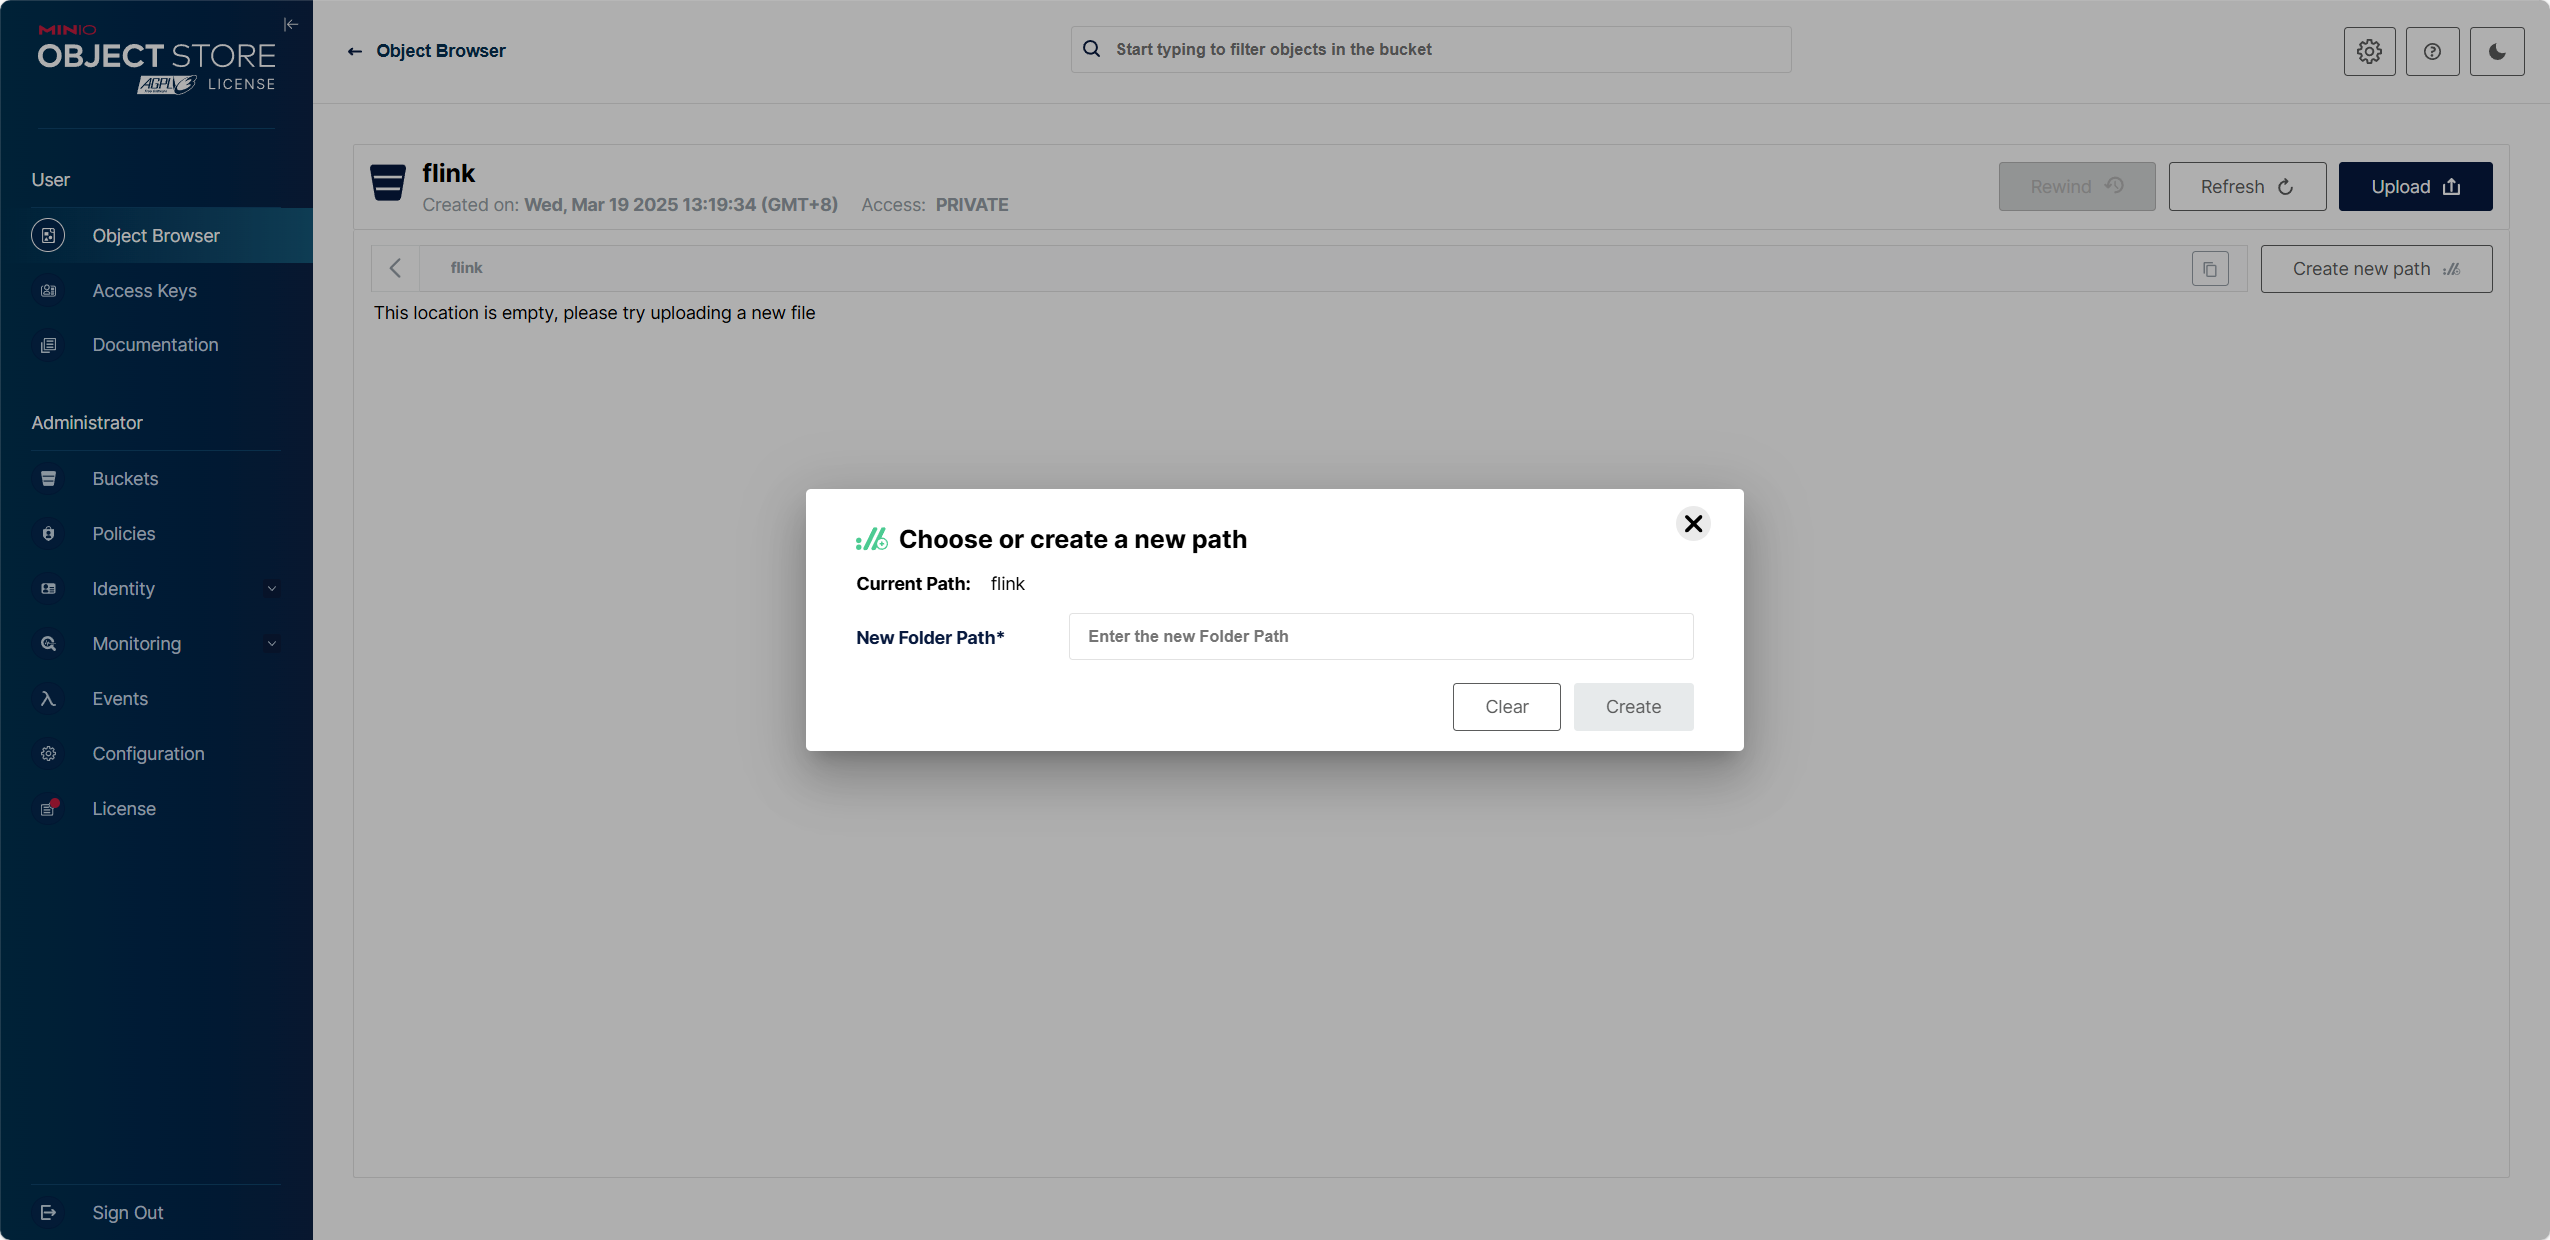 MINIO
OBJECT STORE
AGPLv3 LICENSE
User
Object Browser
Access Keys
Documentation
Administrator
Buckets
Policies
Identity
Monitoring
Events
Configuration
License
Sign Out
Object Browser
Start typing to filter objects in the bucket
flink
Created on: Wed, Mar 19 2025 13:19:34 (GMT+8) Access: PRIVATE
Rewind
Refresh
Upload
flink
Create new path
This location is empty, please try uploading a new file
Choose or create a new path
Current Path: flink
New Folder Path*
Enter the new Folder Path
Clear
Create